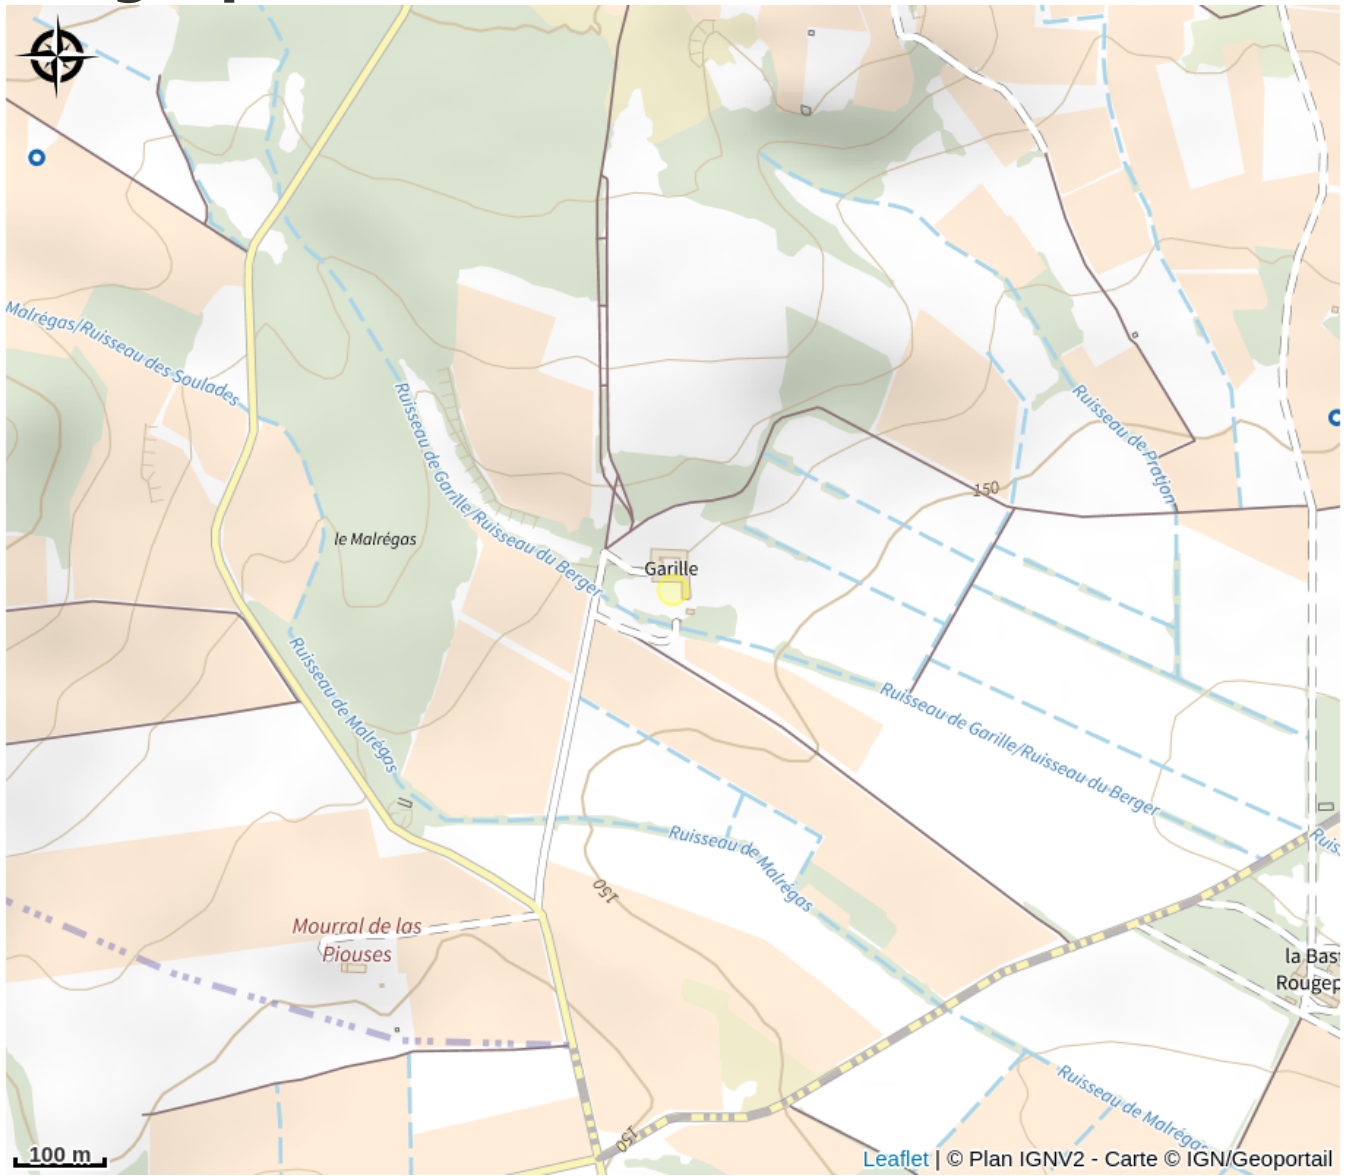 Malrégas/Ruisseau des Soulades
Ruisseau de Garille/Ruisseau du Berger
Ruisseau de Pratjon
150
le Malrégas
Garille
Ruisseau de Malrégas
Ruisseau de Garille/Ruisseau du Berger
Ruisseau de Malrégas
Ruis
150
Mourral de las
Piouses
la Bas
Rougep
Ruisseau de Malrégas
150
100 m
Leaflet | © Plan IGNV2 - Carte © IGN/Geoportail